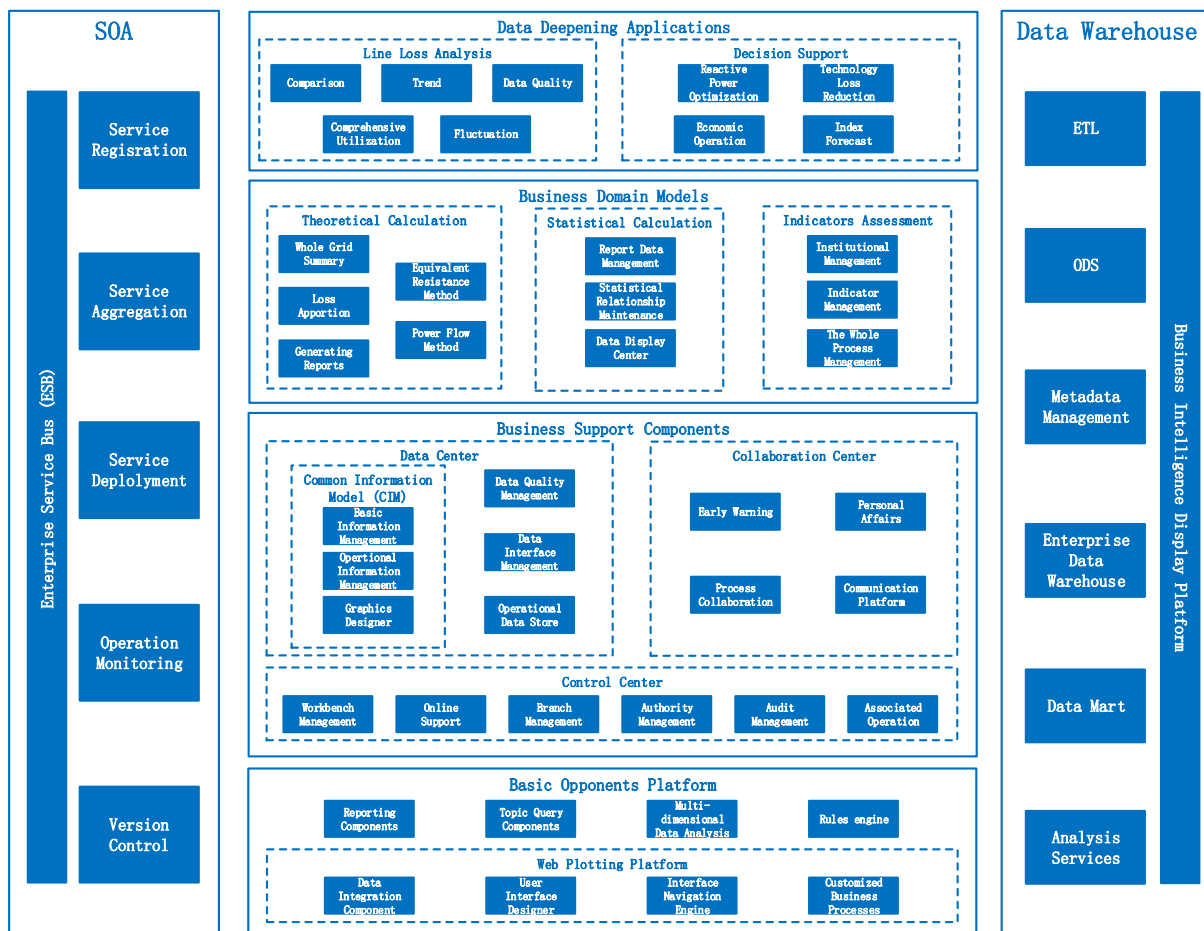 SOA
Enterprise Service Bus (ESB)
Service
Regisration
Service
Aggregation
Service
Deplolyment
Operation
Monitoring
Version
Control
Data Deepening Applications
Line Loss Analysis
Comparison
Trend
Data Quality
Comprehensive
Utilization
Fluctuation
Decision Support
Reactive
Power
Optimization
Technology
Loss
Reduction
Economic
Operation
Index
Forecast
Business Domain Models
Theoretical Calculation
Whole Grid
Summary
Loss
Apportion
Generating
Reports
Equivalent
Resistance
Method
Power Flow
Method
Statistical Calculation
Report Data
Management
Statistical
Relationship
Maintenance
Data Display
Center
Indicators Assessment
Institutional
Management
Indicator
Management
The Whole
Process
Management
Business Support Components
Data Center
Common Information
Model (CIM)
Basic
Information
Management
Opertional
Information
Management
Graphics
Designer
Data Quality
Management
Data
Interface
Management
Operational
Data Store
Collaboration Center
Early Warning
Personal
Affairs
Process
Collaboration
Communication
Platform
Control Center
Workbench
Management
Online
Support
Branch
Management
Authority
Management
Audit
Management
Associated
Operation
Basic Opponents Platform
Reporting
Components
Topic Query
Components
Multi-
dimensional
Data Analysis
Rules engine
Web Plotting Platform
Data
Integration
Component
User
Interface
Designer
Interface
Navigation
Engine
Customized
Business
Processes
Data Warehouse
ETL
ODS
Metadata
Management
Enterprise
Data
Warehouse
Data Mart
Analysis
Services
Business Intelligence Display Platform